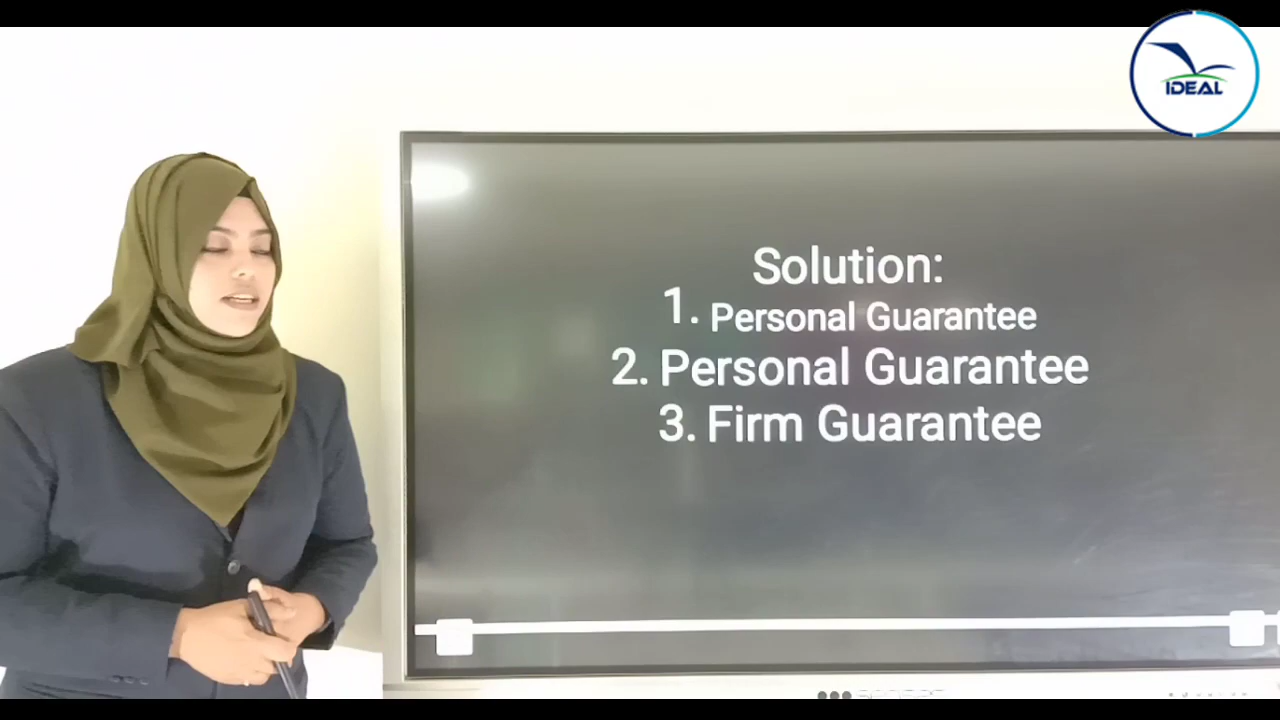 IDEAL
Solution:
1. Personal Guarantee
2. Personal Guarantee
3. Firm Guarantee